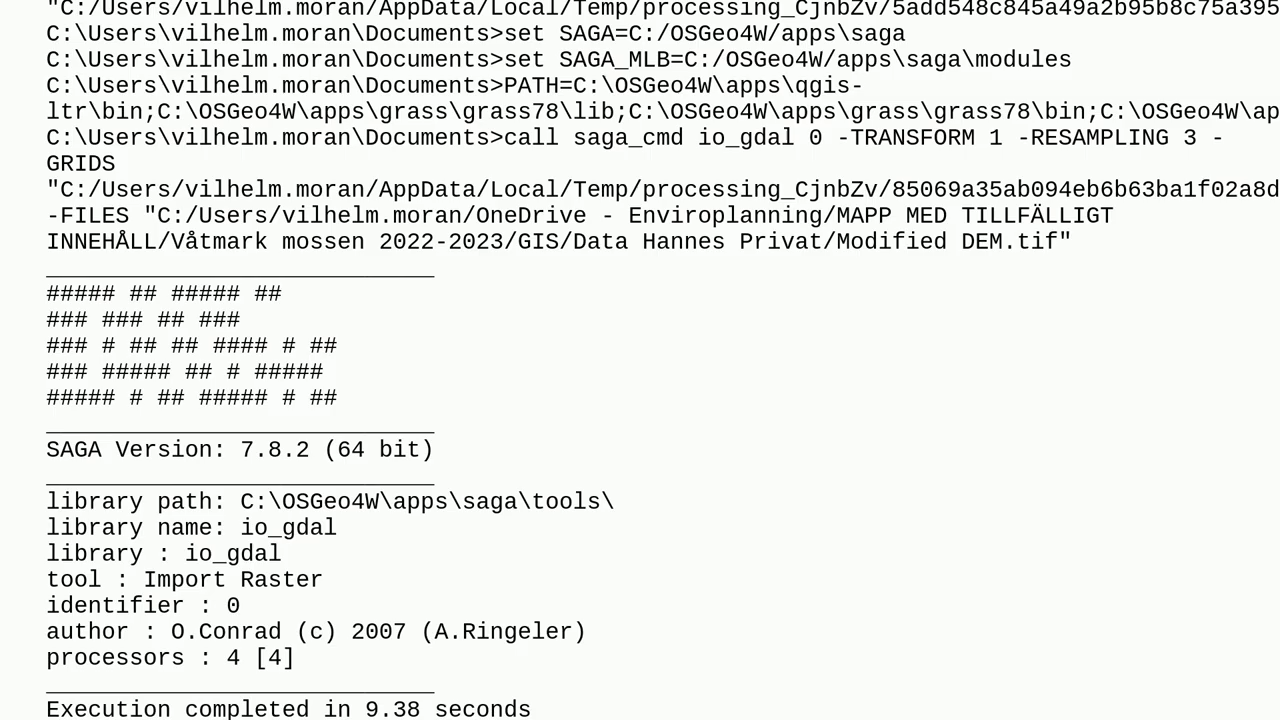 "C:/Users/vilhelm.moran/AppData/Local/Temp/processing_CjnbZv/5add548c845a49a2b95b8c75a395
C:\Users\vilhelm.moran\Documents>set SAGA=C:/OSGeo4W/apps\saga
C:\Users\vilhelm.moran\Documents>set SAGA_MLB=C:/OSGeo4W/apps\saga\modules
C:\Users\vilhelm.moran\Documents>PATH=C:\OSGeo4W\apps\qgis-
ltr\bin;C:\OSGeo4W\apps\grass\grass78\lib;C:\OSGeo4W\apps\grass\grass78\bin;C:\OSGeo4W\ap
C:\Users\vilhelm.moran\Documents>call saga_cmd io_gdal 0 -TRANSFORM 1 -RESAMPLING 3 -
GRIDS
"C:/Users/vilhelm.moran/AppData/Local/Temp/processing_CjnbZv/85069a35ab094eb6b63ba1f02a8d
-FILES "C:/Users/vilhelm.moran/OneDrive - Enviroplanning/MAPP MED TILLFÄLLIGT
INNEHÅLL/Våtmark mossen 2022-2023/GIS/Data Hannes Privat/Modified DEM.tif"
____________________________
##### ## ##### ##
### ### ## ###
### # ## ## #### # ##
### ##### ## # #####
##### # ## ##### # ##
____________________________
SAGA Version: 7.8.2 (64 bit)
____________________________
library path: C:\OSGeo4W\apps\saga\tools\
library name: io_gdal
library : io_gdal
tool : Import Raster
identifier : 0
author : O.Conrad (c) 2007 (A.Ringeler)
processors : 4 [4]
____________________________
Execution completed in 9.38 seconds